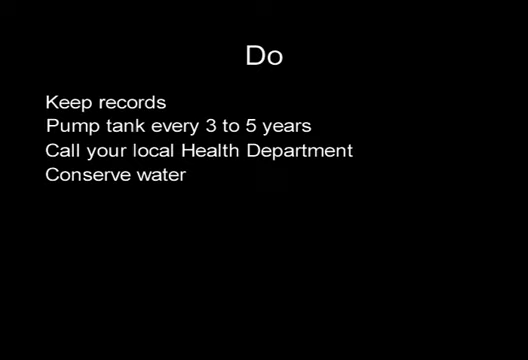 Do
Keep records
Pump tank every 3 to 5 years
Call your local Health Department
Conserve water